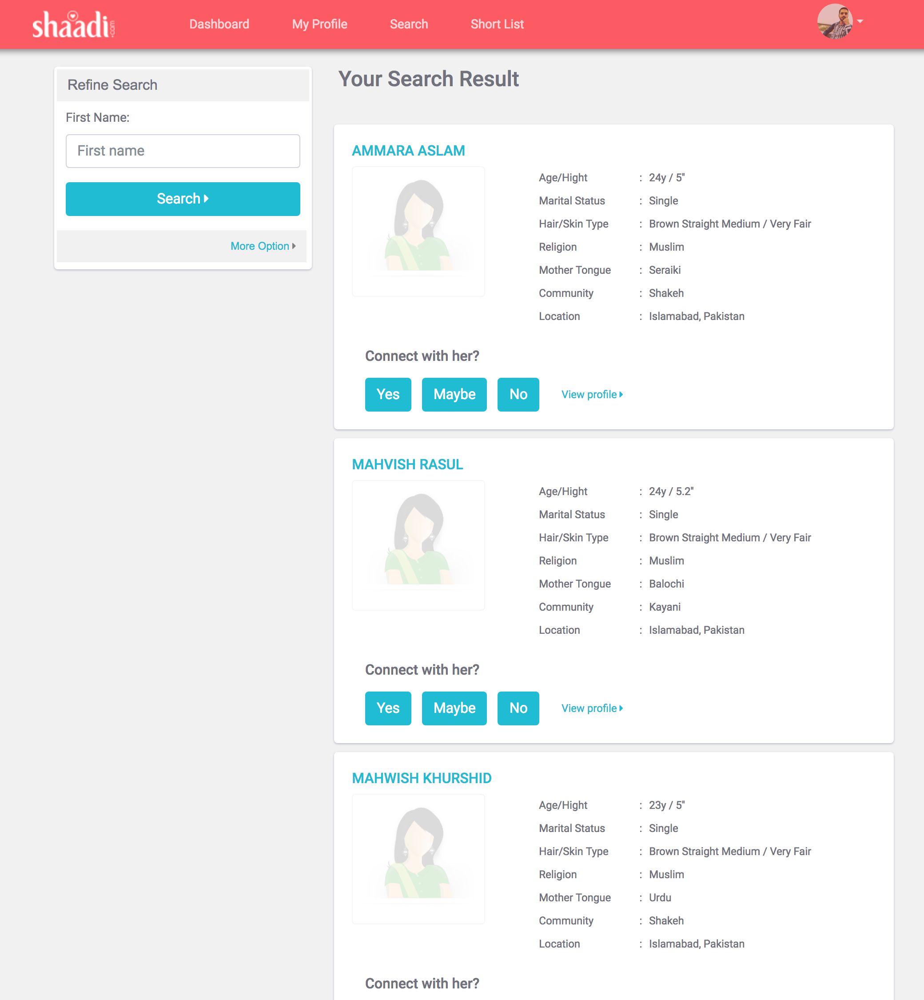 shaadi.com
Dashboard My Profile Search Short List
Refine Search
First Name:
First name
Search
More Option
Your Search Result
AMMARA ASLAM
Age/Hight : 24y / 5"
Marital Status : Single
Hair/Skin Type : Brown Straight Medium / Very Fair
Religion : Muslim
Mother Tongue : Seraiki
Community : Shakeh
Location : Islamabad, Pakistan
Connect with her?
Yes Maybe No View profile
MAHVISH RASUL
Age/Hight : 24y / 5.2"
Marital Status : Single
Hair/Skin Type : Brown Straight Medium / Very Fair
Religion : Muslim
Mother Tongue : Balochi
Community : Kayani
Location : Islamabad, Pakistan
Connect with her?
Yes Maybe No View profile
MAHWISH KHURSHID
Age/Hight : 23y / 5"
Marital Status : Single
Hair/Skin Type : Brown Straight Medium / Very Fair
Religion : Muslim
Mother Tongue : Urdu
Community : Shakeh
Location : Islamabad, Pakistan
Connect with her?